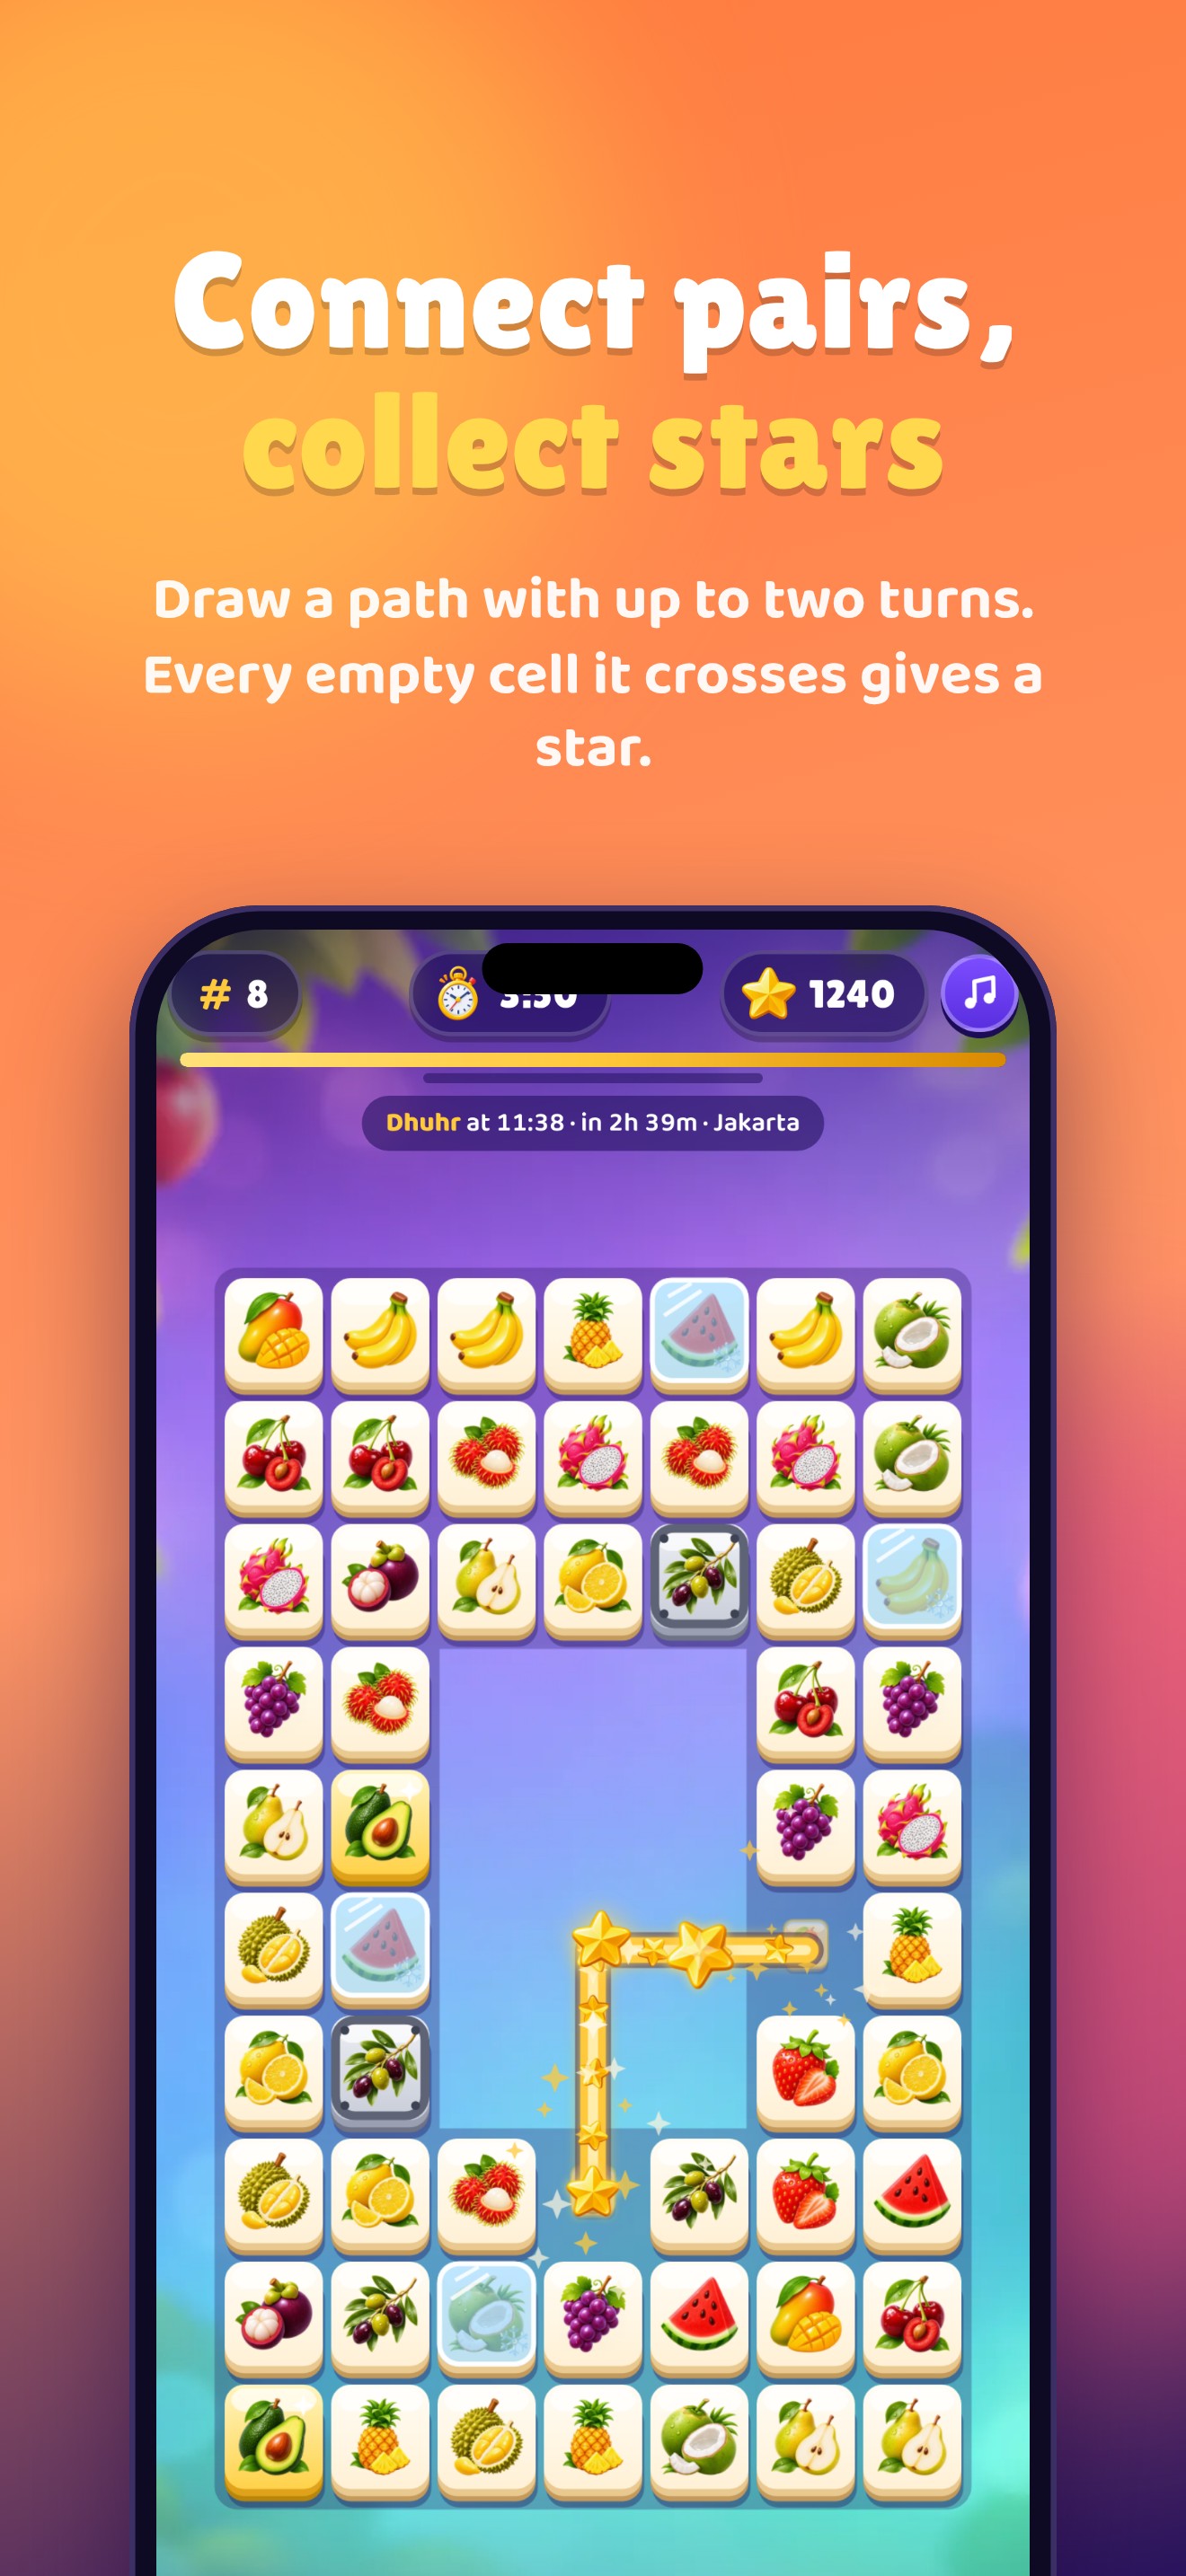 Connect pairs,
collect stars
Draw a path with up to two turns.
Every empty cell it crosses gives a
star.
# 8
1240
Dhuhr at 11:38 · in 2h 39m · Jakarta